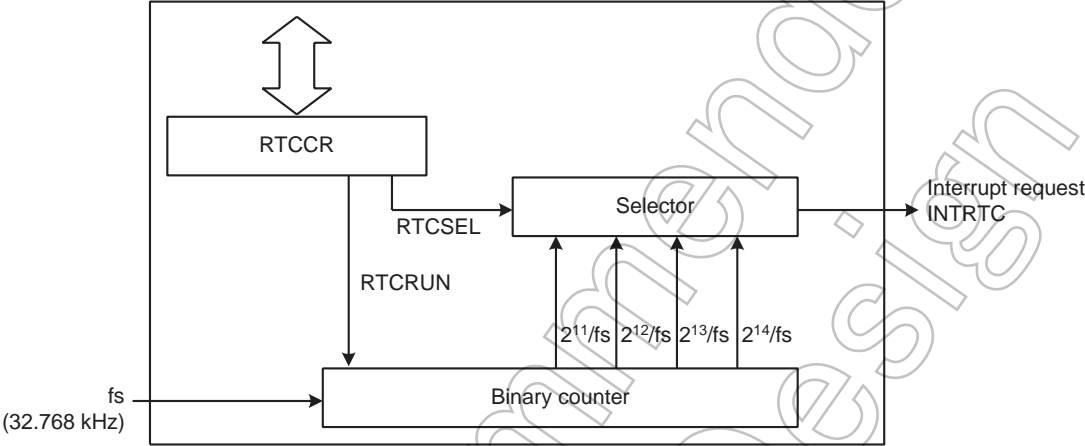 RTCCR
Selector
Interrupt request
INTRTC
RTCSEL
RTCRUN
2¹¹/fs 2¹²/fs 2¹³/fs 2¹⁴/fs
fs
(32.768 kHz)
Binary counter